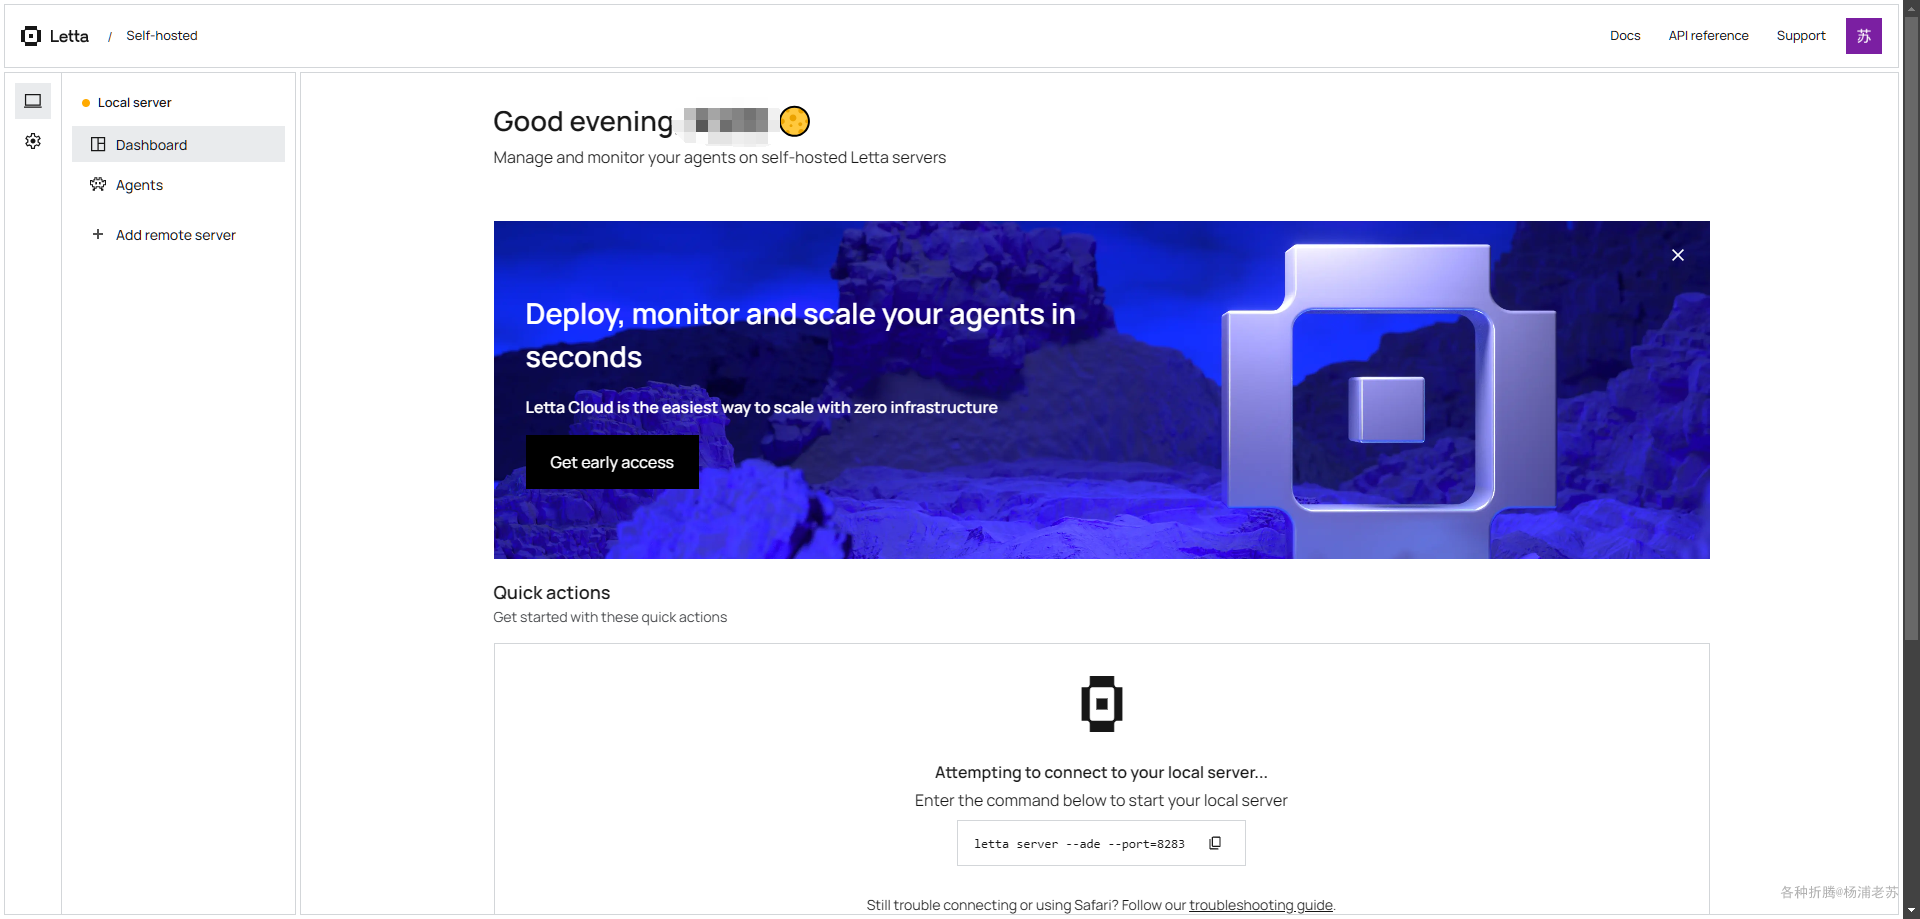 Letta / Self-hosted
Docs API reference Support 苏
Local server
Dashboard
Agents
+ Add remote server
Good evening
Manage and monitor your agents on self-hosted Letta servers
Deploy, monitor and scale your agents in
seconds
Letta Cloud is the easiest way to scale with zero infrastructure
Get early access
Quick actions
Get started with these quick actions
Attempting to connect to your local server...
Enter the command below to start your local server
letta server --ade --port=8283
Still trouble connecting or using Safari? Follow our troubleshooting guide.
各种折腾@杨浦老苏